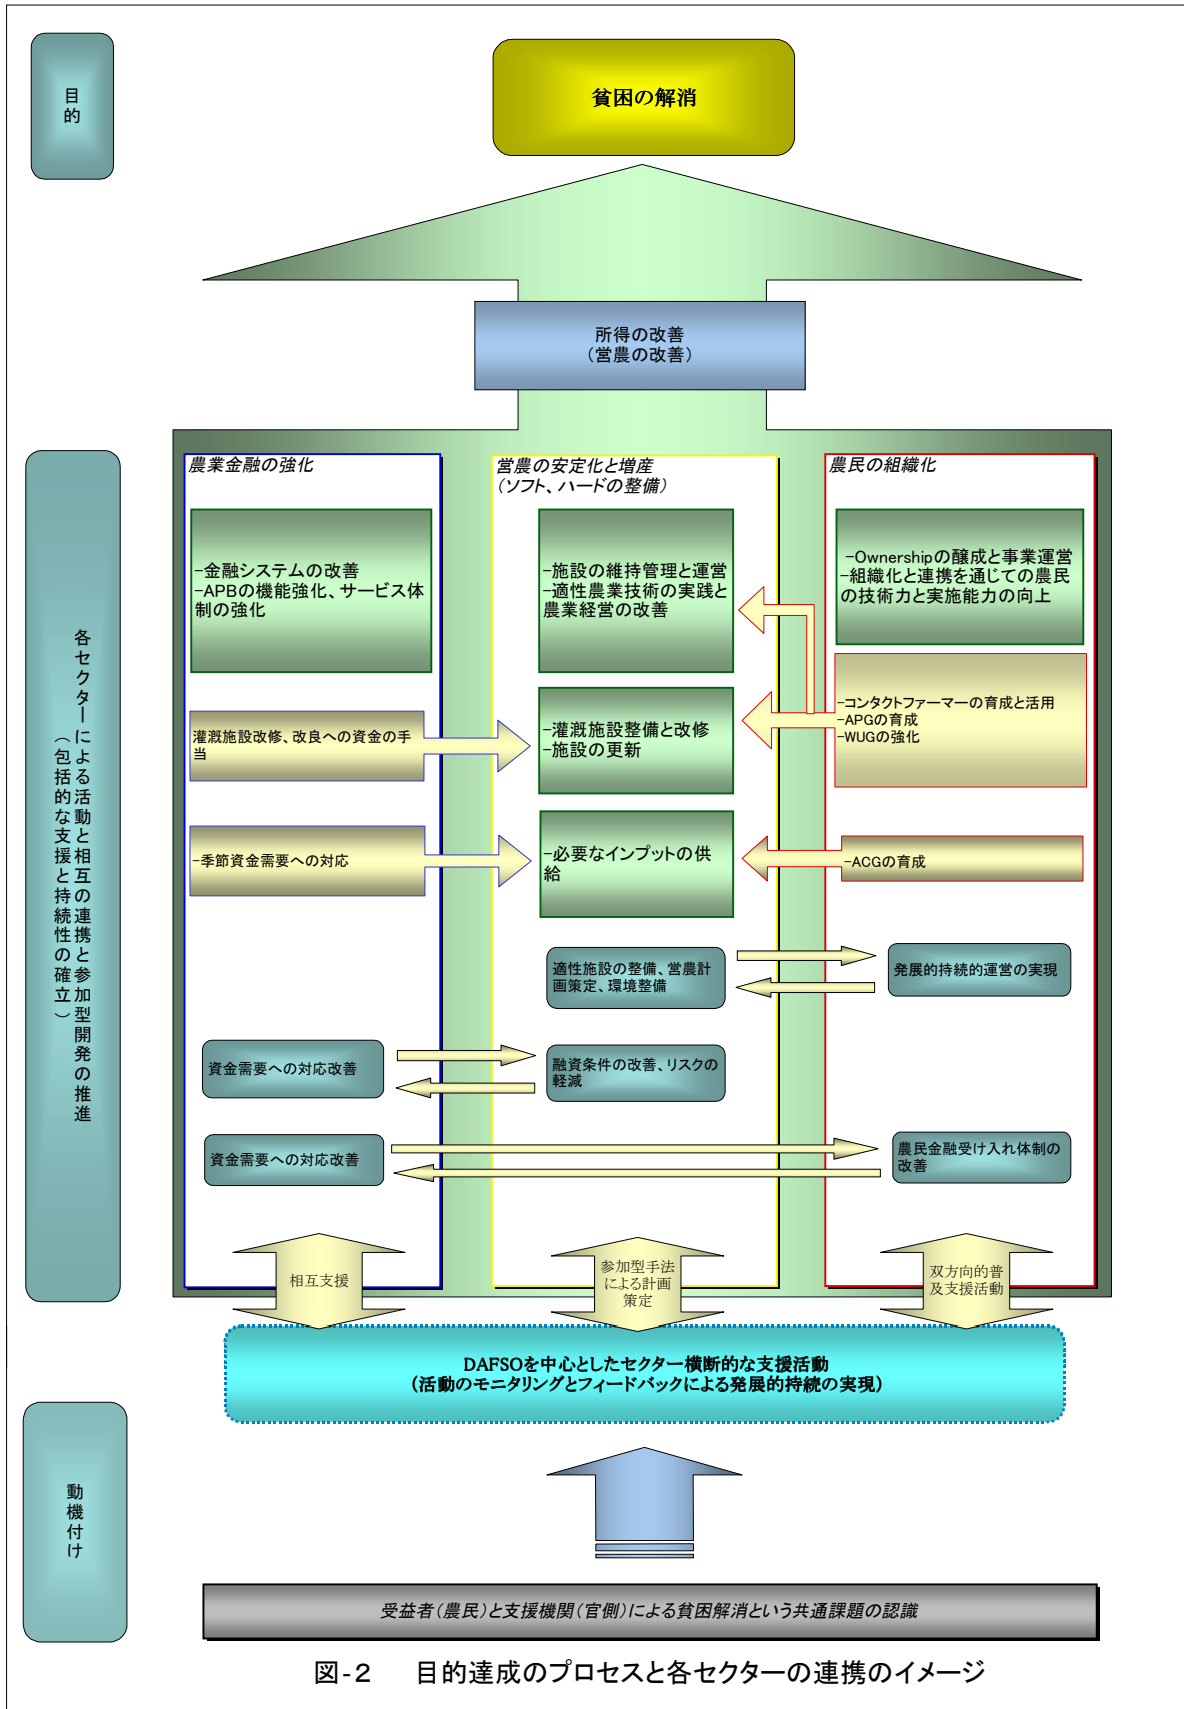 目的
貧困の解消
所得の改善
(営農の改善)
各セクターによる活動と相互の連携と参加型開発の推進
(包括的な支援と持続性の確立)
農業金融の強化
-金融システムの改善
-APBの機能強化、サービス体
制の強化
灌漑施設改修、改良への資金の手
当
-季節資金需要への対応
営農の安定化と増産
(ソフト、ハードの整備)
-施設の維持管理と運営
-適性農業技術の実践と
農業経営の改善
-灌漑施設整備と改修
-施設の更新
-必要なインプットの供
給
農民の組織化
-Ownershipの醸成と事業運営
-組織化と連携を通じての農民
の技術力と実施能力の向上
-コンタクトファーマーの育成と活用
-APGの育成
-WUGの強化
-ACGの育成
適性施設の整備、営農計
画策定、環境整備
発展的持続的運営の実現
資金需要への対応改善
融資条件の改善、リスクの
軽減
資金需要への対応改善
農民金融受け入れ体制の
改善
相互支援
参加型手法
による計画
策定
双方向的普
及支援活動
DAFSOを中心としたセクター横断的な支援活動
(活動のモニタリングとフィードバックによる発展的持続の実現)
動機付け
受益者(農民)と支援機関(官側)による貧困解消という共通課題の認識
図-2 目的達成のプロセスと各セクターの連携のイメージ